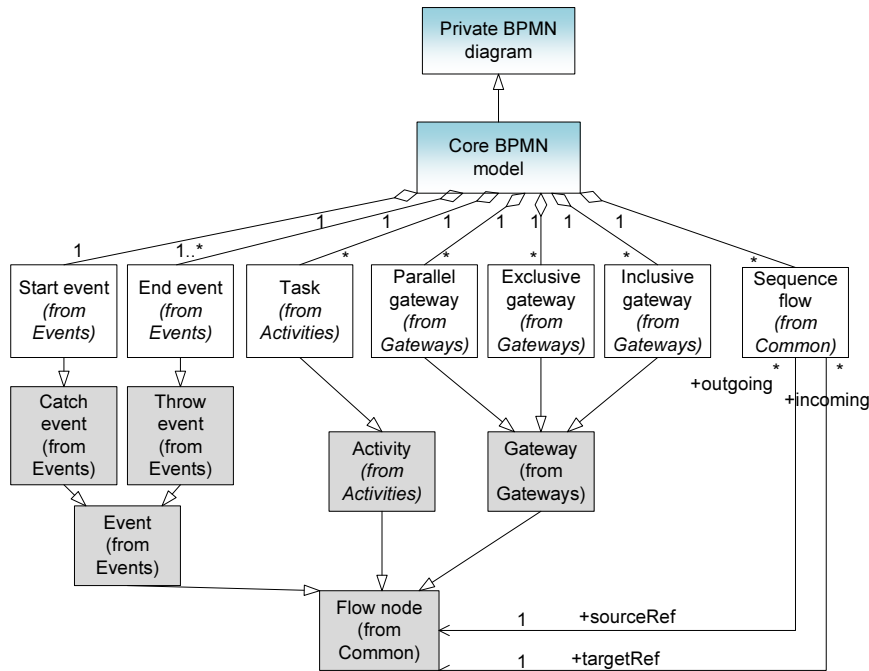 Private BPMN
diagram
Core BPMN
model
1
1
1
1
1
1
1
1
1..*
*
*
*
*
*
Start event
(from
Events)
End event
(from
Events)
Task
(from
Activities)
Parallel
gateway
(from
Gateways)
Exclusive
gateway
(from
Gateways)
Inclusive
gateway
(from
Gateways)
Sequence
flow
(from
Common)
*
*
+outgoing
+incoming
Catch
event
(from
Events)
Throw
event
(from
Events)
Activity
(from
Activities)
Gateway
(from
Gateways)
Event
(from
Events)
Flow node
(from
Common)
1
+sourceRef
1
+targetRef